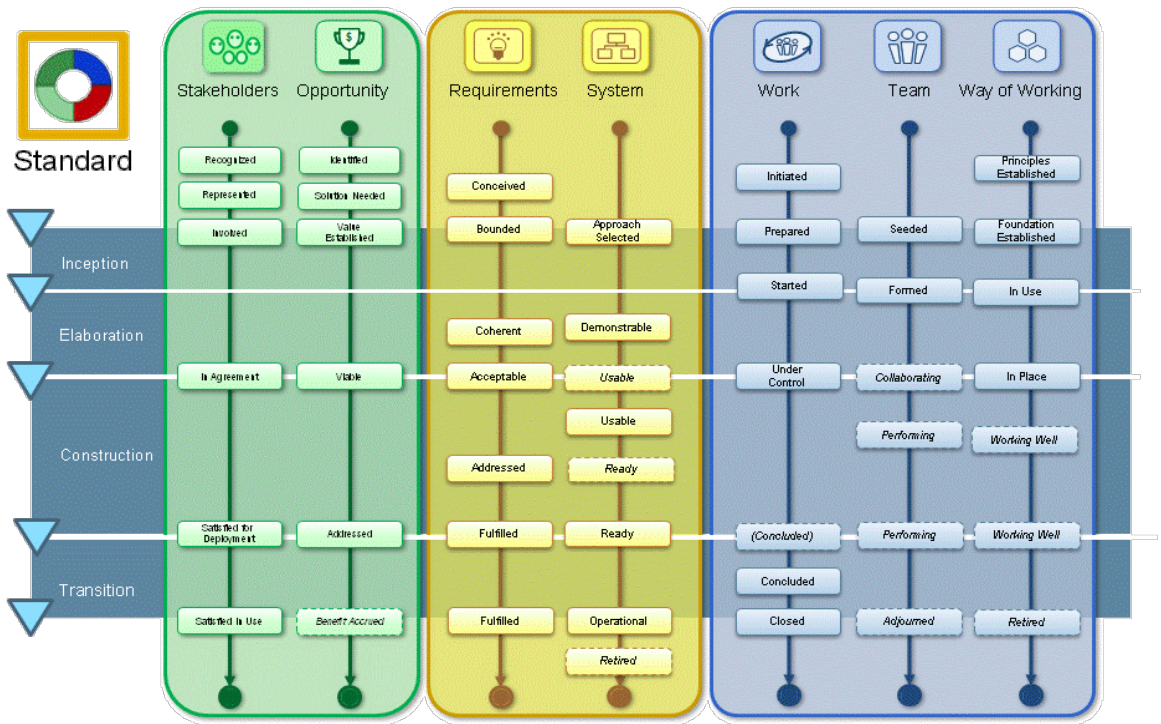 $
Stakeholders
Opportunity
Requirements
System
Work
Team
Way of Working
Standard
Recognized
Identified
Principles
Established
Conceived
Initiated
Represented
Solution Needed
Involved
Value
Established
Bounded
Approach
Selected
Prepared
Seeded
Foundation
Established
Inception
Started
Formed
In Use
Elaboration
Coherent
Demonstrable
In Agreement
Viable
Acceptable
Usable
Under
Control
Collaborating
In Place
Usable
Performing
Working Well
Construction
Addressed
Ready
Satisfied for
Deployment
Addressed
Fulfilled
Ready
(Concluded)
Performing
Working Well
Transition
Concluded
Satisfied In Use
Benefit Accrued
Fulfilled
Operational
Closed
Adjourned
Retired
Retired